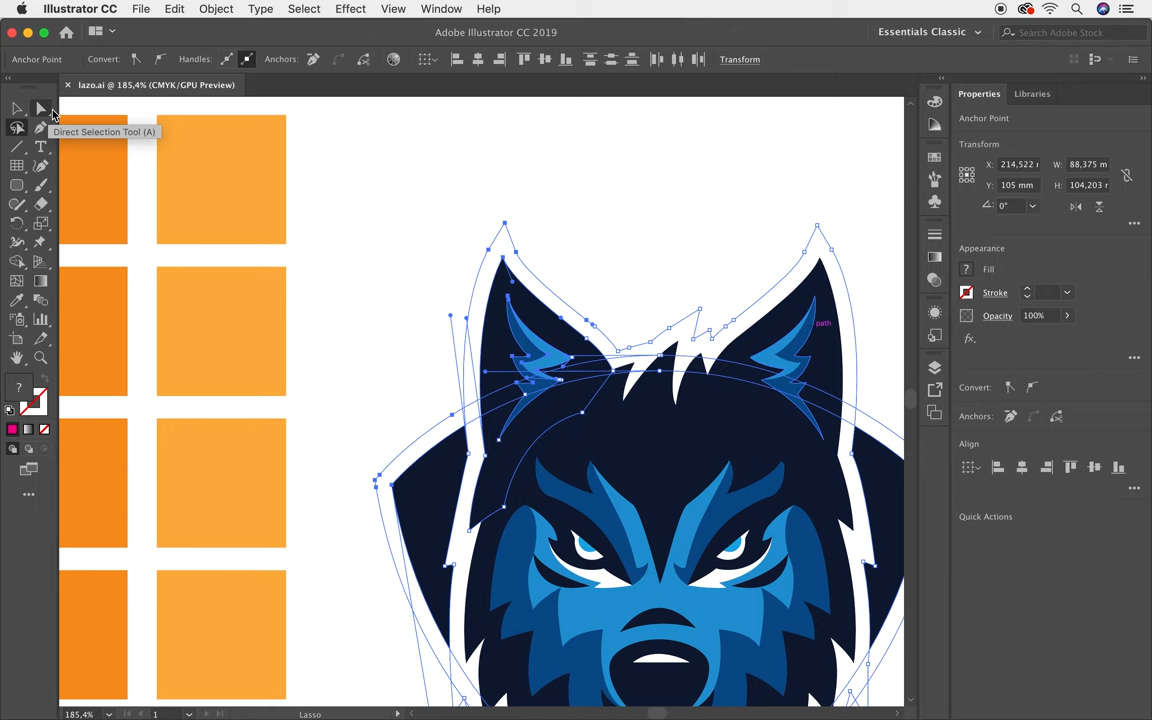 Illustrator CC File Edit Object Type Select Effect View Window Help
Adobe Illustrator CC 2019
Essentials Classic
Search Adobe Stock
Anchor Point Convert: Handles: Anchors: Transform
× lazo.ai @ 185,4% (CMYK/GPU Preview)
Direct Selection Tool (A)
path
185,4% 1 Lasso
Properties Libraries
Anchor Point
Transform
X: 214,522 W: 88,375 m
Y: 105 mm H: 104,203
0°
Appearance
? Fill
Stroke
Opacity 100%
fx.
Convert:
Anchors:
Align
Quick Actions
?
T